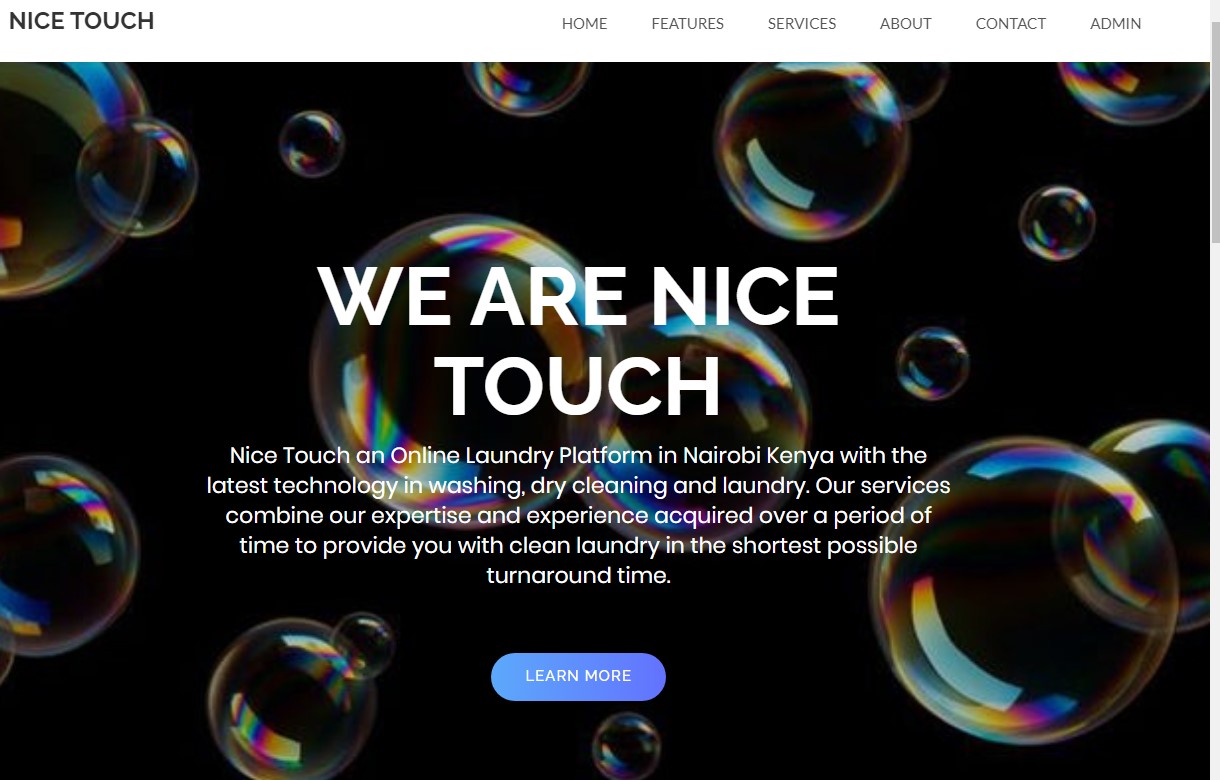 NICE TOUCH
HOME FEATURES SERVICES ABOUT CONTACT ADMIN
WE ARE NICE
TOUCH
Nice Touch an Online Laundry Platform in Nairobi Kenya with the
latest technology in washing, dry cleaning and laundry. Our services
combine our expertise and experience acquired over a period of
time to provide you with clean laundry in the shortest possible
turnaround time.
LEARN MORE